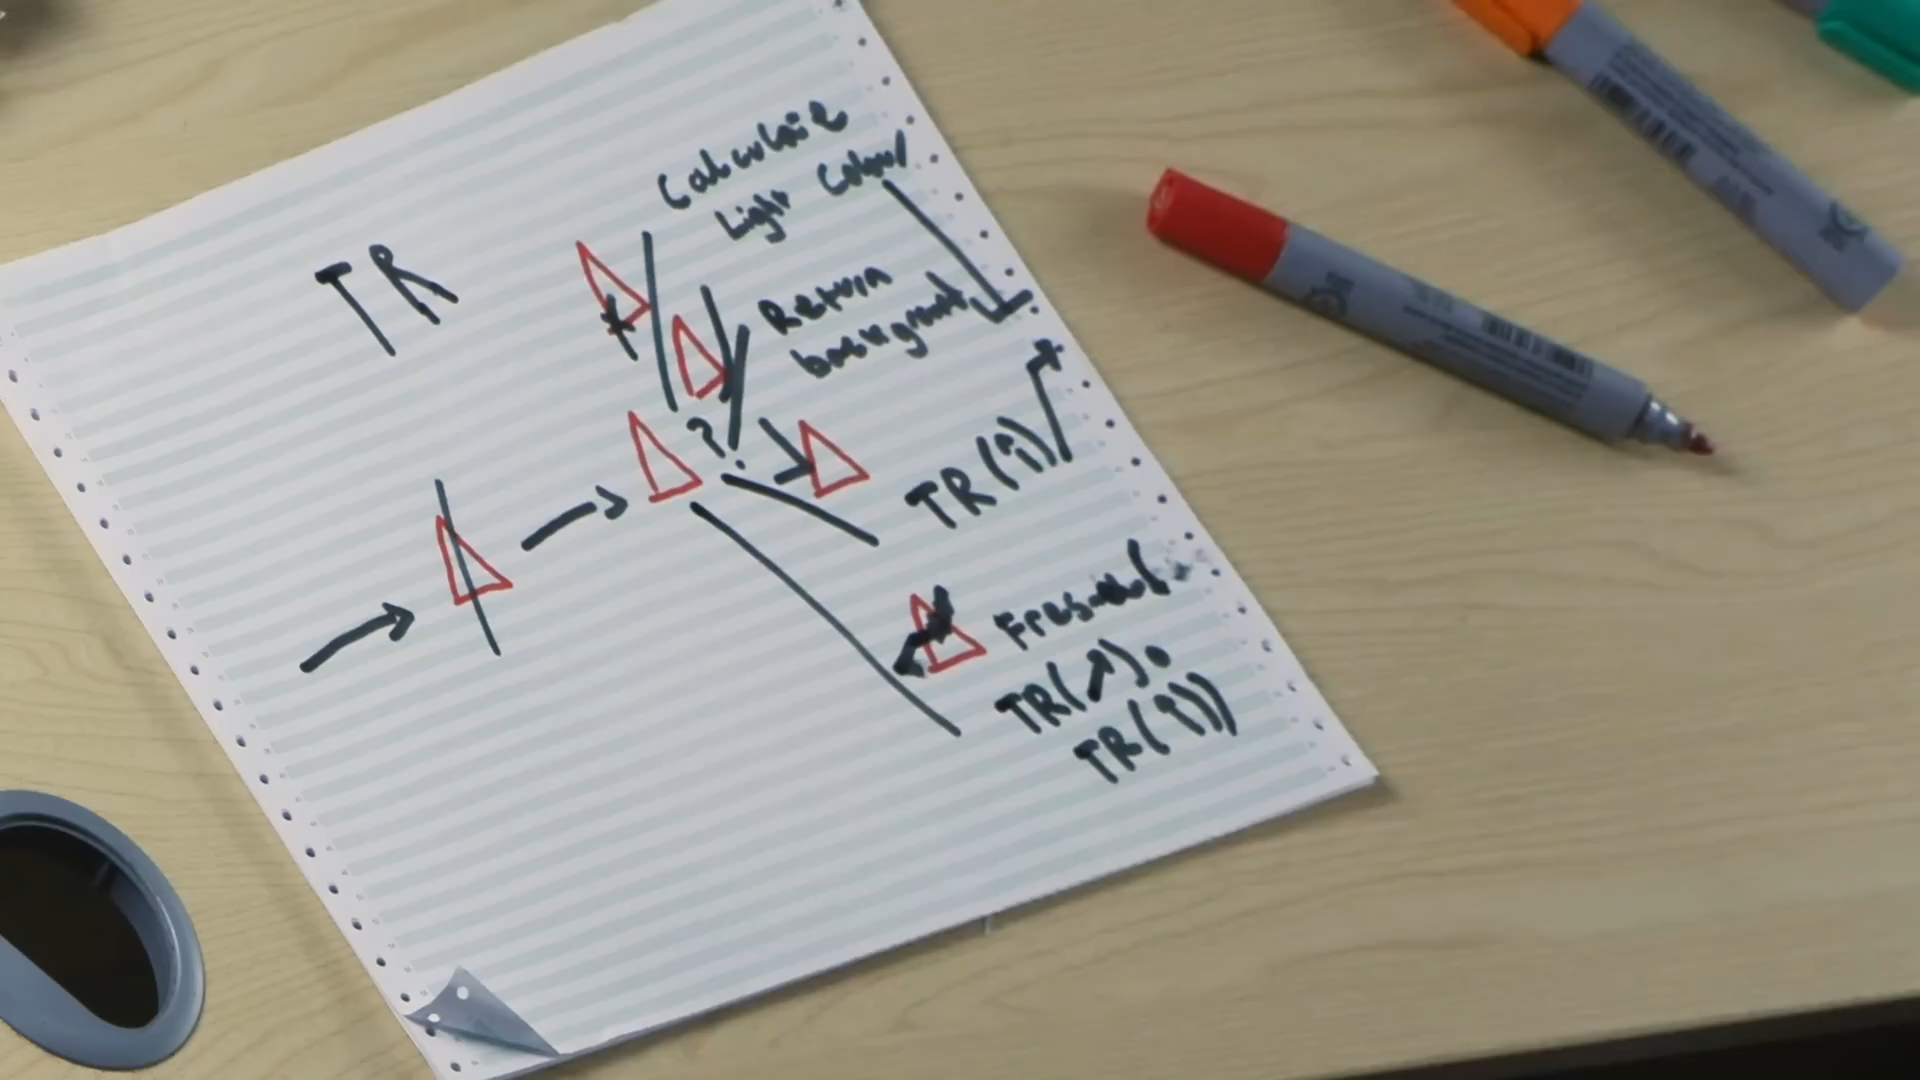 TR
Calculate
Light Colour
Return
background
TR(i)
Fresnel
TR(↗).
TR(↑))